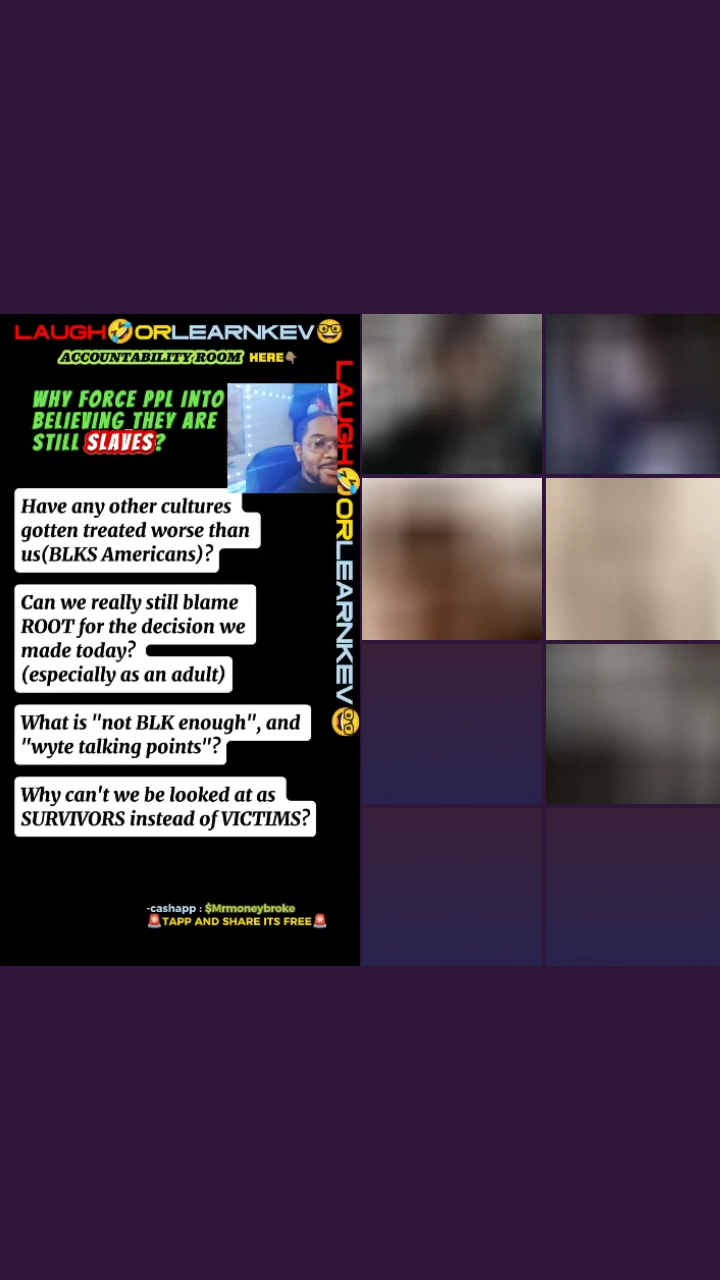 LAUGH🤣ORLEARNKEV🤓
ACCOUNTABILITY ROOM HERE👇🏽
WHY FORCE PPL INTO
BELIEVING THEY ARE
STILL SLAVES?
LAUGH🤣ORLEARNKEV🤓
Have any other cultures
gotten treated worse than
us(BLKS Americans)?
Can we really still blame
ROOT for the decision we
made today?
(especially as an adult)
What is "not BLK enough", and
"wyte talking points"?
Why can't we be looked at as
SURVIVORS instead of VICTIMS?
-cashapp : $Mrmoneybroke
🚨TAPP AND SHARE ITS FREE🚨